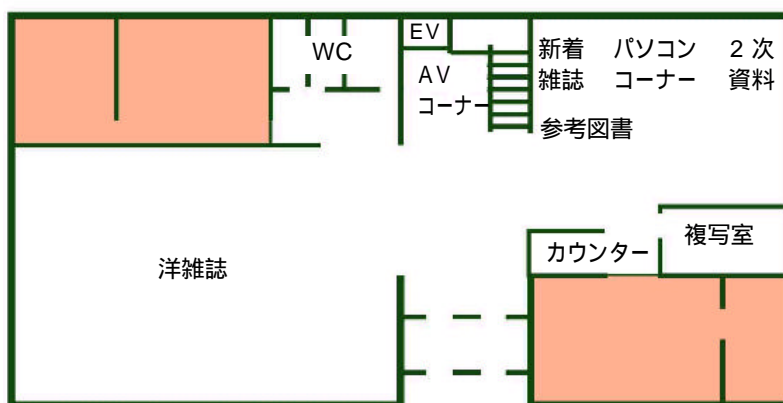 WC
EV
AV
コーナー
新着
雑誌
パソコン
コーナー
2次
資料
参考図書
洋雑誌
カウンター
複写室